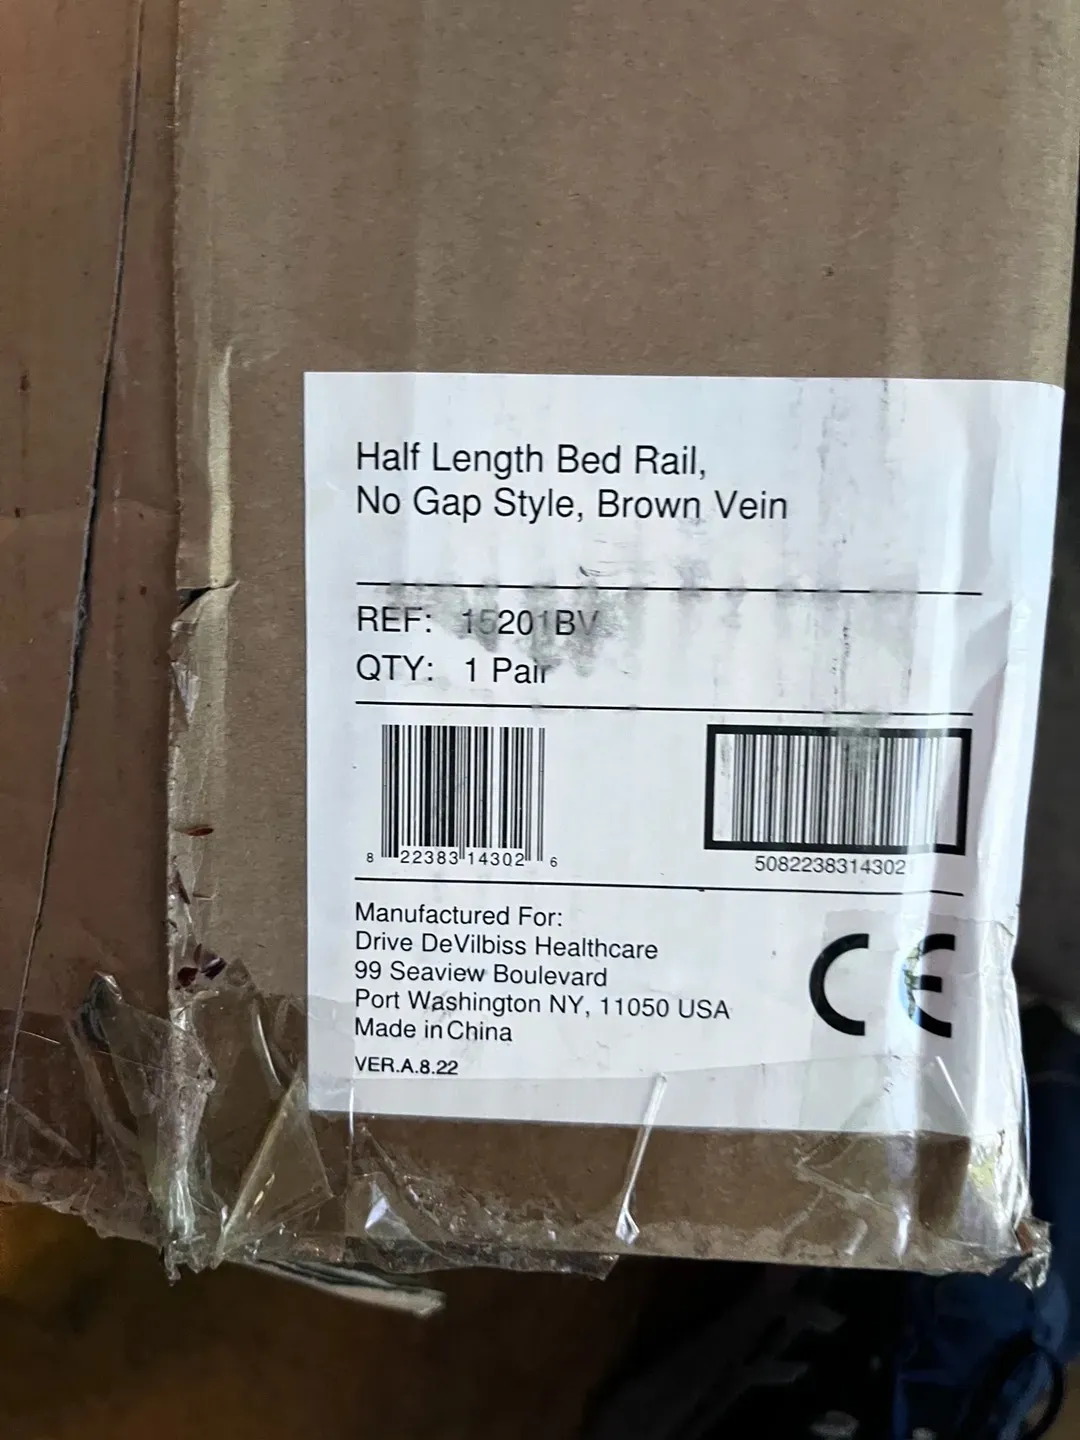 Half Length Bed Rail,
No Gap Style, Brown Vein
REF: 15201BV
QTY: 1 Pair
8 22383 14302 6
50822383143021
Manufactured For:
Drive DeVilbiss Healthcare
99 Seaview Boulevard
Port Washington NY, 11050 USA
Made in China
VER.A.8.22
CE